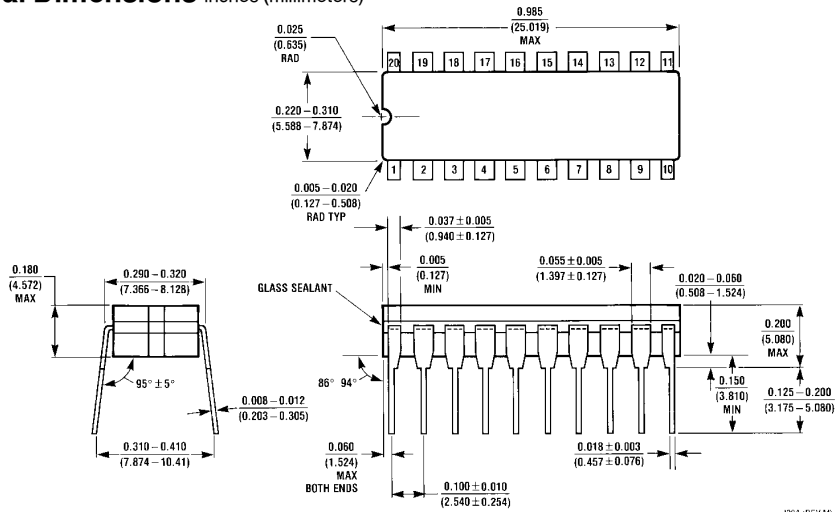 al Dimensions inches (millimeters)
0.985
(25.019)
MAX
0.025
(0.635)
RAD
20 19 18 17 16 15 14 13 12 11
0.220 – 0.310
(5.588 – 7.874)
1 2 3 4 5 6 7 8 9 10
0.005 – 0.020
(0.127 – 0.508)
RAD TYP
0.037 ± 0.005
(0.940 ± 0.127)
0.005
(0.127)
MIN
0.055 ± 0.005
(1.397 ± 0.127)
0.020 – 0.060
(0.508 – 1.524)
0.180
(4.572)
MAX
0.290 – 0.320
(7.366 – 8.128)
GLASS SEALANT
0.200
(5.080)
MAX
95° ± 5°
86° 94°
0.150
(3.810)
MIN
0.125 – 0.200
(3.175 – 5.080)
0.008 – 0.012
(0.203 – 0.305)
0.310 – 0.410
(7.874 – 10.41)
0.060
(1.524)
MAX
BOTH ENDS
0.018 ± 0.003
(0.457 ± 0.076)
0.100 ± 0.010
(2.540 ± 0.254)